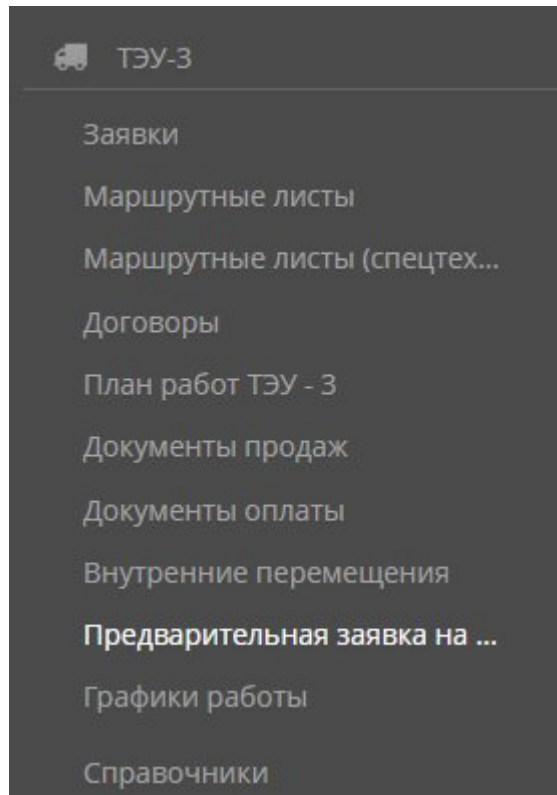 ТЭУ-3
Заявки
Маршрутные листы
Маршрутные листы (спецтех...
Договоры
План работ ТЭУ - 3
Документы продаж
Документы оплаты
Внутренние перемещения
Предварительная заявка на ...
Графики работы
Справочники